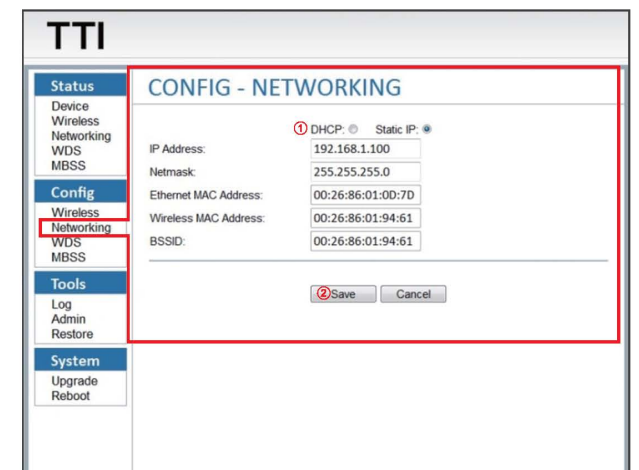 TTI
Status
Device
Wireless
Networking
WDS
MBSS
Config
Wireless
Networking
WDS
MBSS
Tools
Log
Admin
Restore
System
Upgrade
Reboot
CONFIG - NETWORKING
① DHCP: Static IP:
IP Address: 192.168.1.100
Netmask: 255.255.255.0
Ethernet MAC Address: 00:26:86:01:0D:7D
Wireless MAC Address: 00:26:86:01:94:61
BSSID: 00:26:86:01:94:61
②Save Cancel